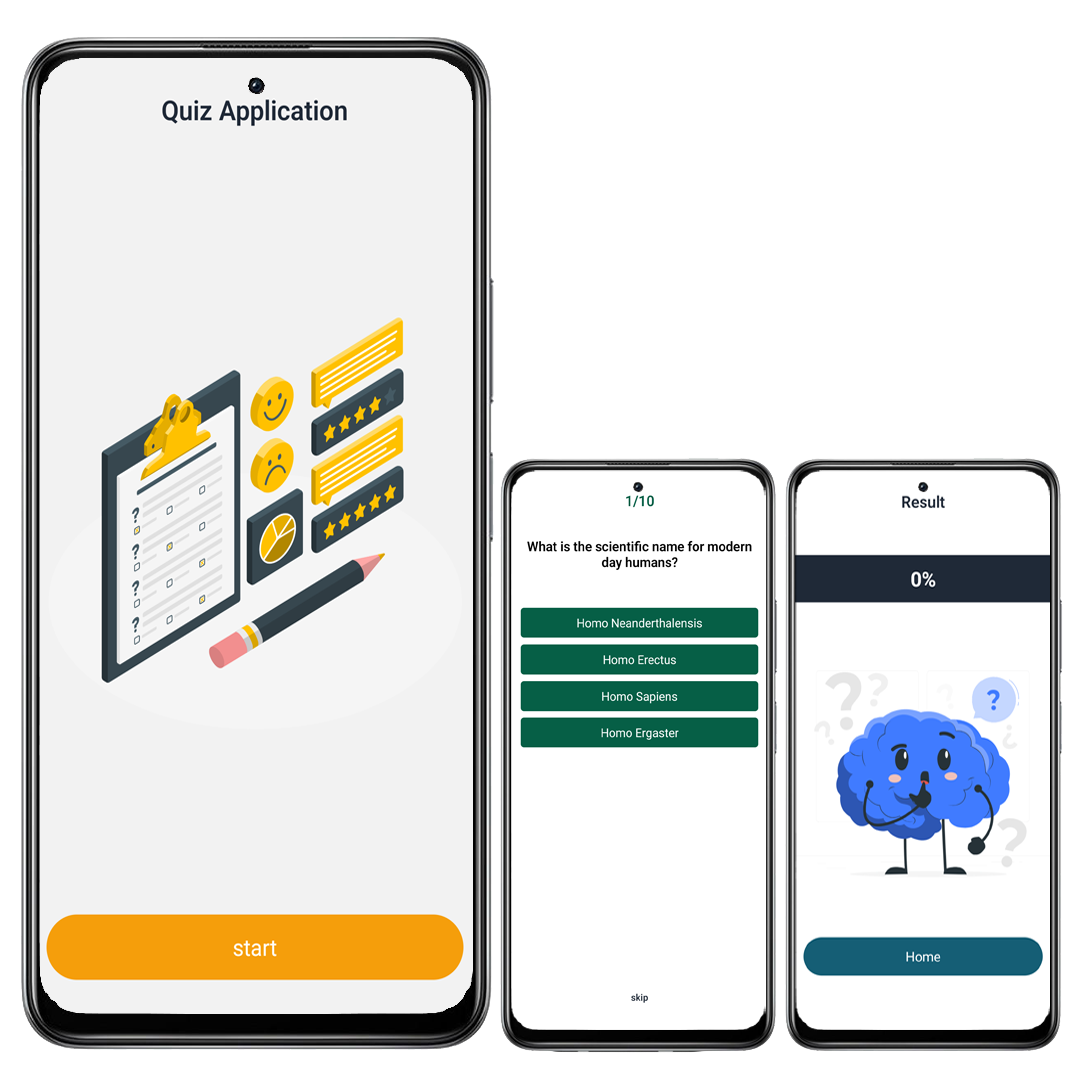 Quiz Application
?
?
?
?
start
1/10
What is the scientific name for modern
day humans?
Homo Neanderthalensis
Homo Erectus
Homo Sapiens
Homo Ergaster
skip
Result
0%
? ?
?
?
?
¿
?
Home